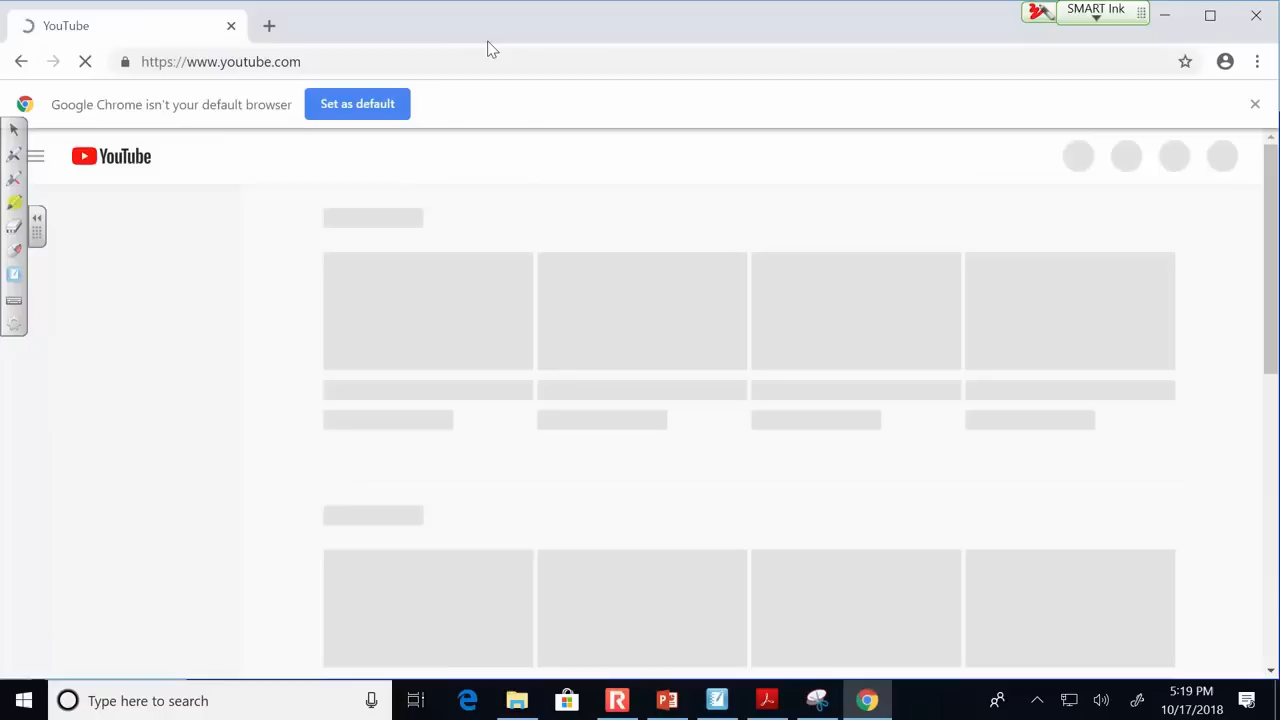 YouTube
SMART Ink
https://www.youtube.com
Google Chrome isn't your default browser
Set as default
YouTube
Type here to search
5:19 PM
10/17/2018